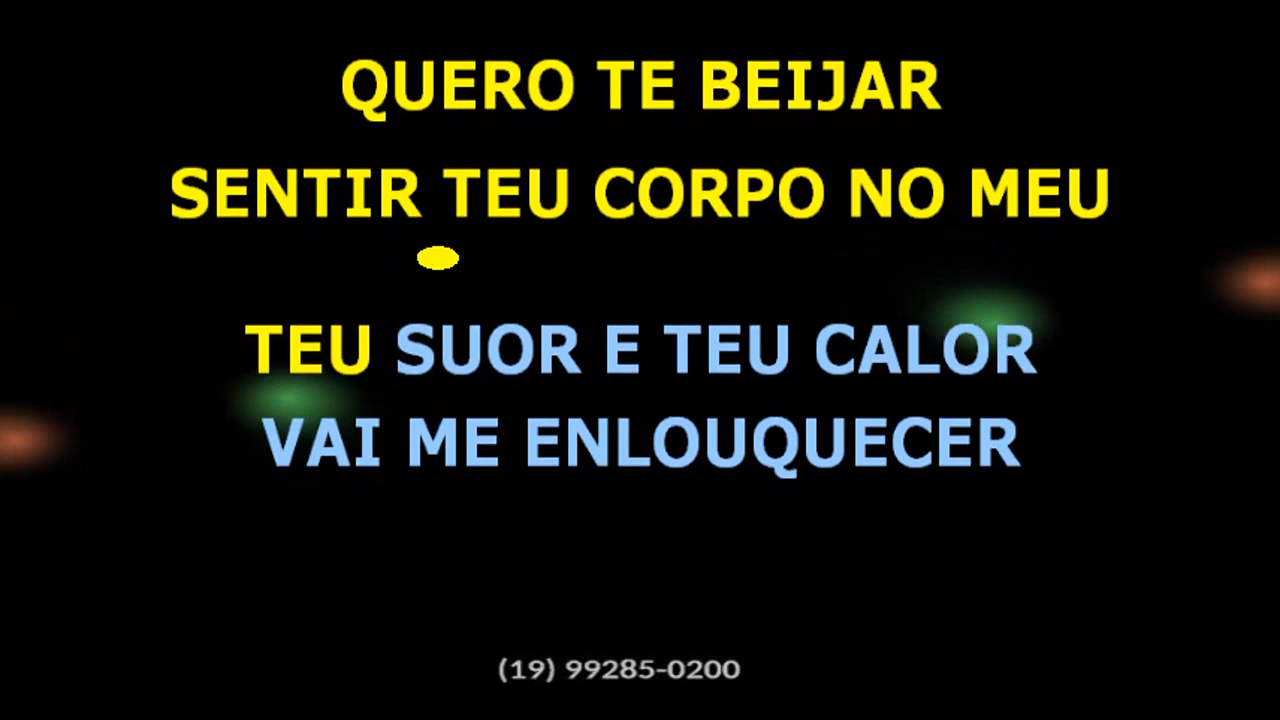 QUERO TE BEIJAR
SENTIR TEU CORPO NO MEU
TEU SUOR E TEU CALOR
VAI ME ENLOUQUECER
(19) 99285-0200